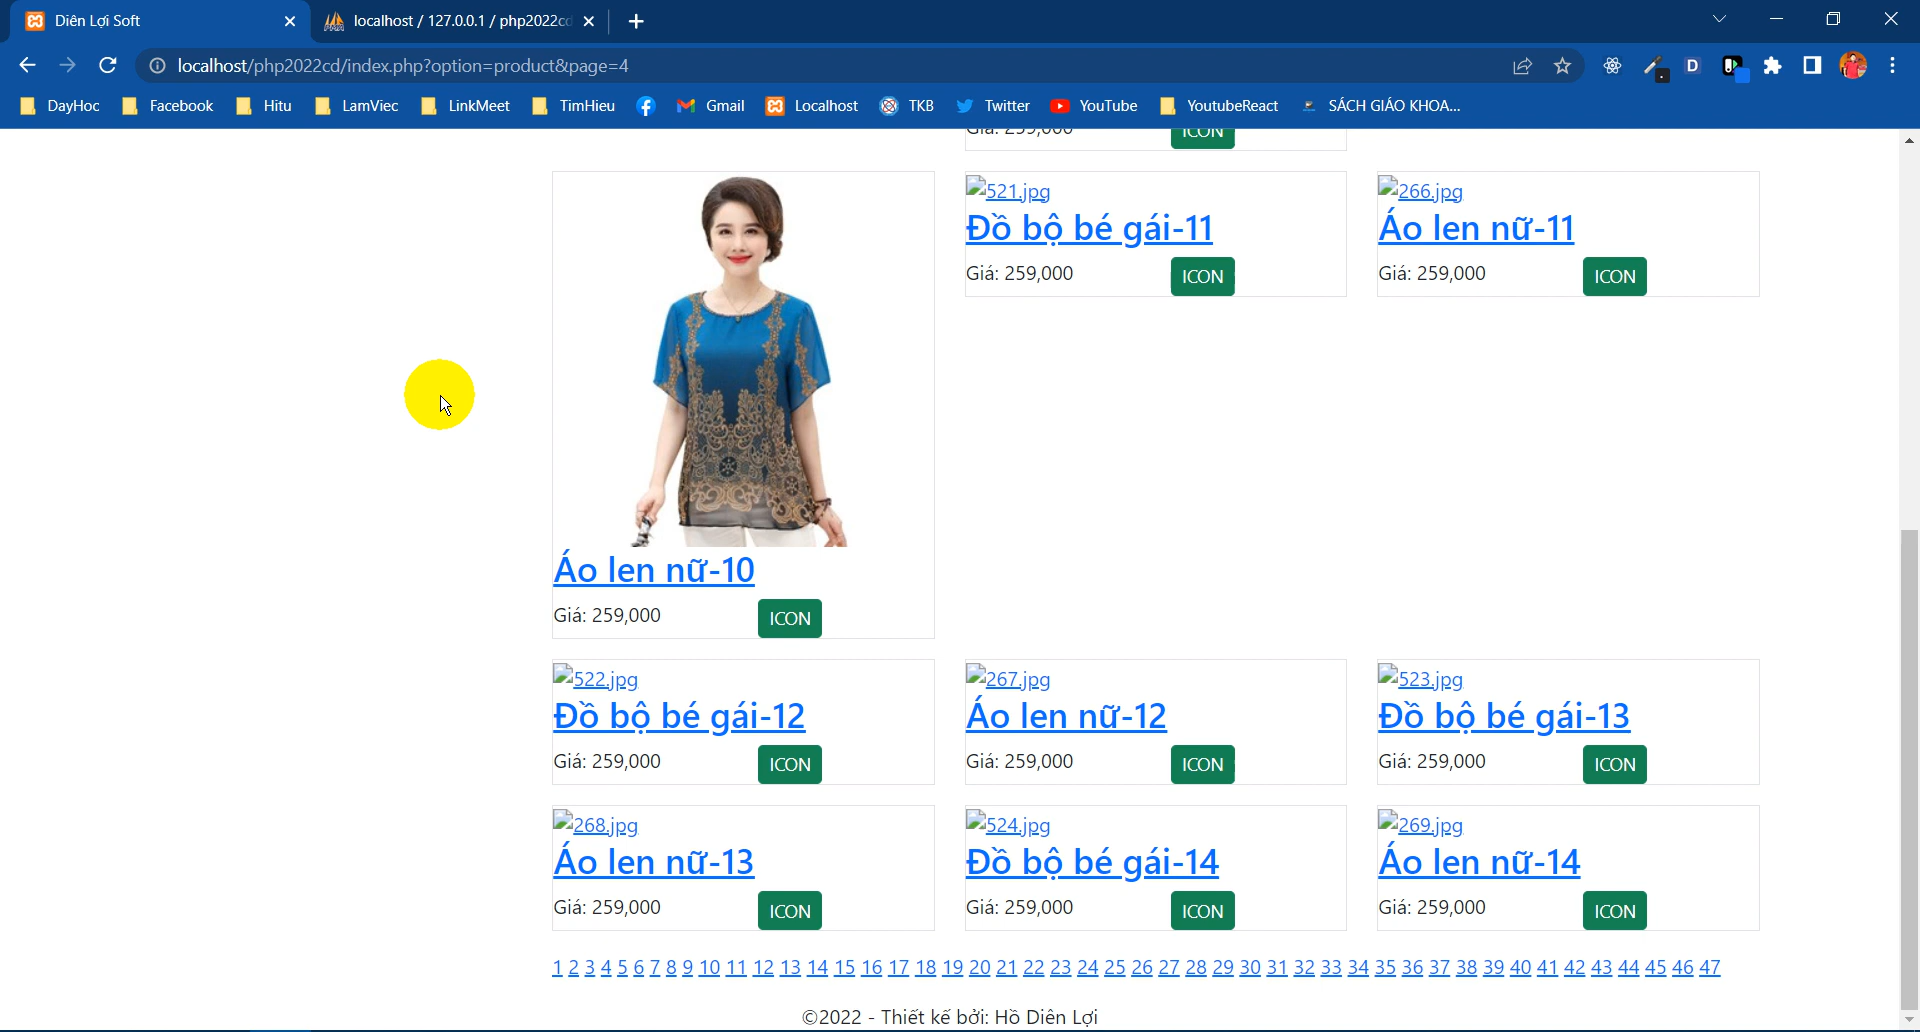 Diên Lợi Soft
localhost / 127.0.0.1 / php2022cd
localhost/php2022cd/index.php?option=product&page=4
DayHoc Facebook Hitu LamViec LinkMeet TimHieu Gmail Localhost TKB Twitter YouTube YoutubeReact SÁCH GIÁO KHOA...
Giá: 259,000 ICON
521.jpg
Đồ bộ bé gái-11
Giá: 259,000 ICON
266.jpg
Áo len nữ-11
Giá: 259,000 ICON
Áo len nữ-10
Giá: 259,000 ICON
522.jpg
Đồ bộ bé gái-12
Giá: 259,000 ICON
267.jpg
Áo len nữ-12
Giá: 259,000 ICON
523.jpg
Đồ bộ bé gái-13
Giá: 259,000 ICON
268.jpg
Áo len nữ-13
Giá: 259,000 ICON
524.jpg
Đồ bộ bé gái-14
Giá: 259,000 ICON
269.jpg
Áo len nữ-14
Giá: 259,000 ICON
1 2 3 4 5 6 7 8 9 10 11 12 13 14 15 16 17 18 19 20 21 22 23 24 25 26 27 28 29 30 31 32 33 34 35 36 37 38 39 40 41 42 43 44 45 46 47
©2022 - Thiết kế bởi: Hồ Diên Lợi